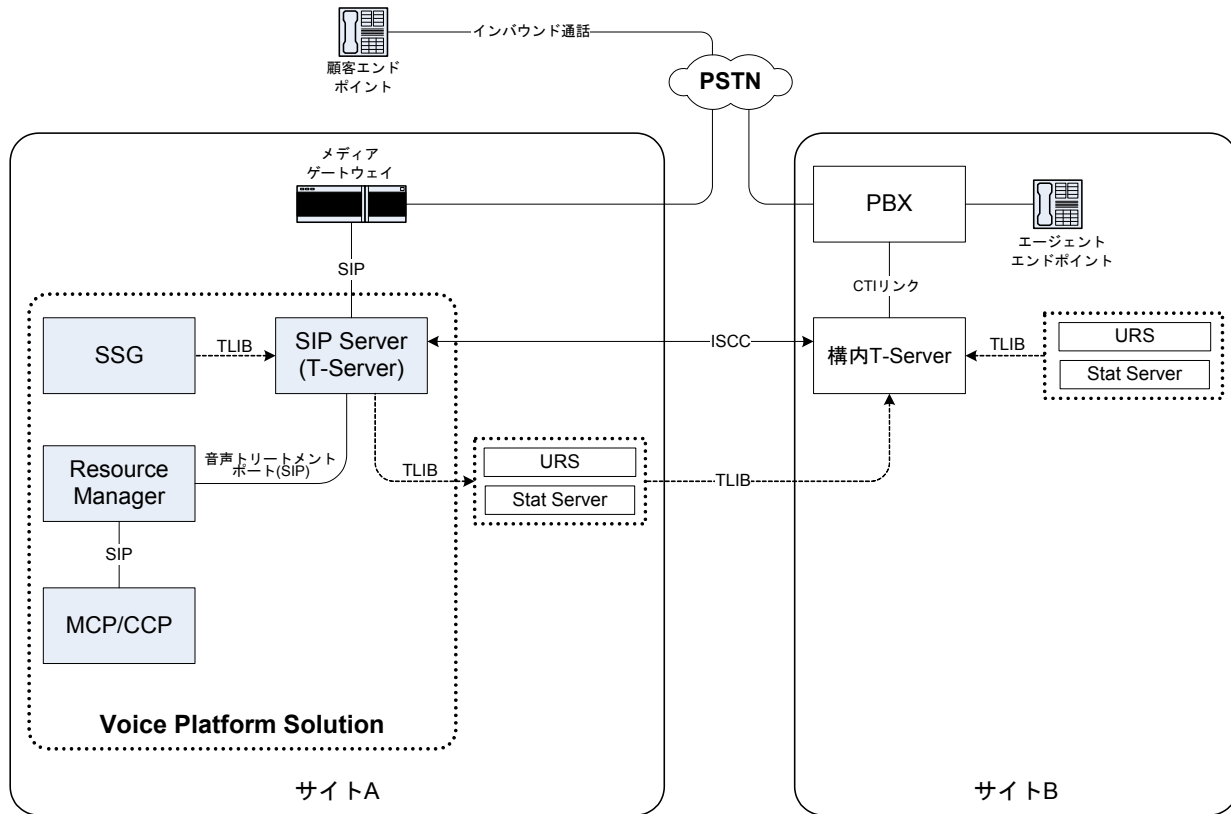 インバウンド通話
顧客エンド
ポイント
PSTN
メディア
ゲートウェイ
PBX
エージェント
エンドポイント
SIP
CTIリンク
SSG
TLIB
SIP Server
(T-Server)
ISCC
構内T-Server
TLIB
URS
Stat Server
Resource
Manager
音声トリートメント
ポート(SIP)
TLIB
URS
Stat Server
TLIB
SIP
MCP/CCP
Voice Platform Solution
サイトA
サイトB